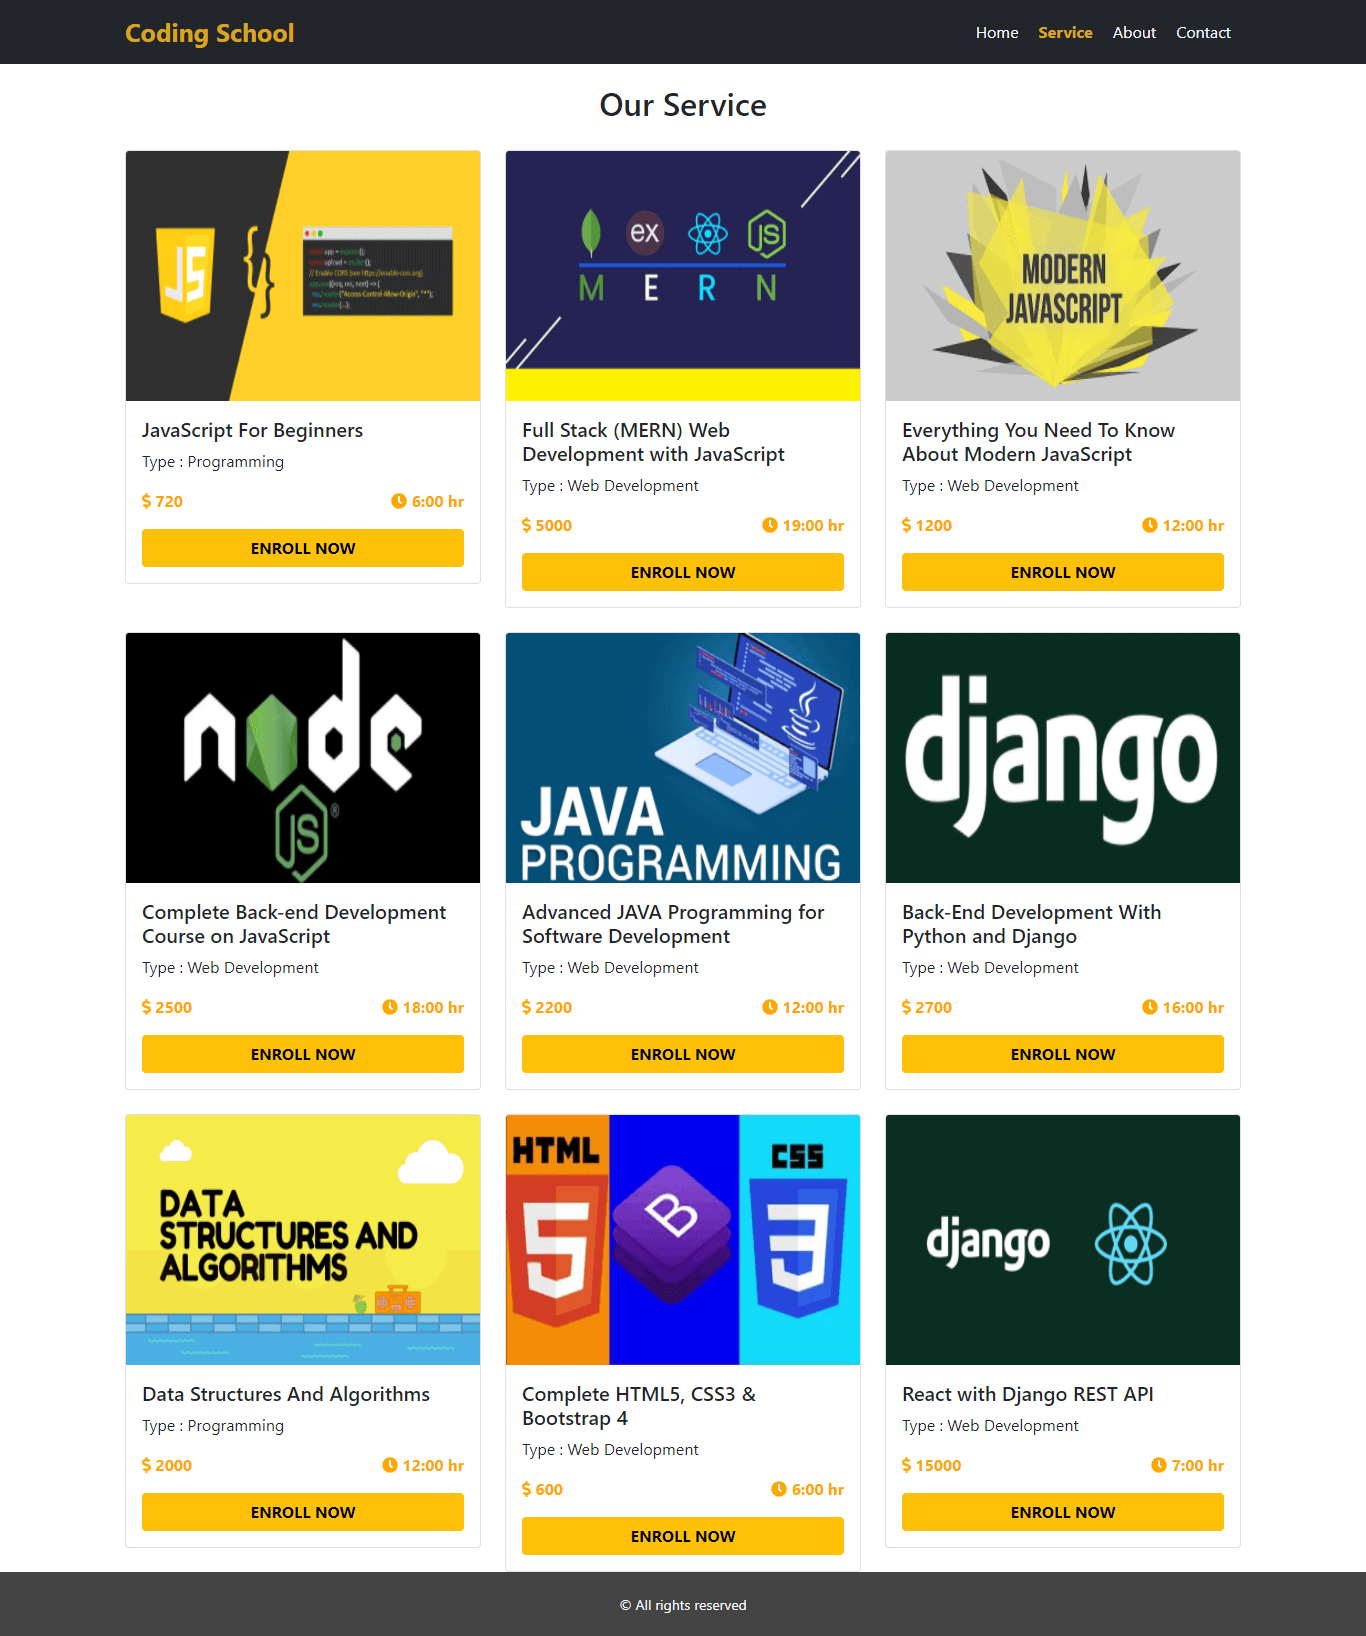 Coding School
Home Service About Contact
Our Service
JS
{ }
ex JS
M E R N
MODERN
JAVASCRIPT
JavaScript For Beginners
Type : Programming
$ 720 6:00 hr
ENROLL NOW
Full Stack (MERN) Web
Development with JavaScript
Type : Web Development
$ 5000 19:00 hr
ENROLL NOW
Everything You Need To Know
About Modern JavaScript
Type : Web Development
$ 1200 12:00 hr
ENROLL NOW
node
JS ®
JAVA
PROGRAMMING
django
Complete Back-end Development
Course on JavaScript
Type : Web Development
$ 2500 18:00 hr
ENROLL NOW
Advanced JAVA Programming for
Software Development
Type : Web Development
$ 2200 12:00 hr
ENROLL NOW
Back-End Development With
Python and Django
Type : Web Development
$ 2700 16:00 hr
ENROLL NOW
DATA
STRUCTURES AND
ALGORITHMS
HTML
5
B
CSS
3
django
Data Structures And Algorithms
Type : Programming
$ 2000 12:00 hr
ENROLL NOW
Complete HTML5, CSS3 &
Bootstrap 4
Type : Web Development
$ 600 6:00 hr
ENROLL NOW
React with Django REST API
Type : Web Development
$ 15000 7:00 hr
ENROLL NOW
© All rights reserved